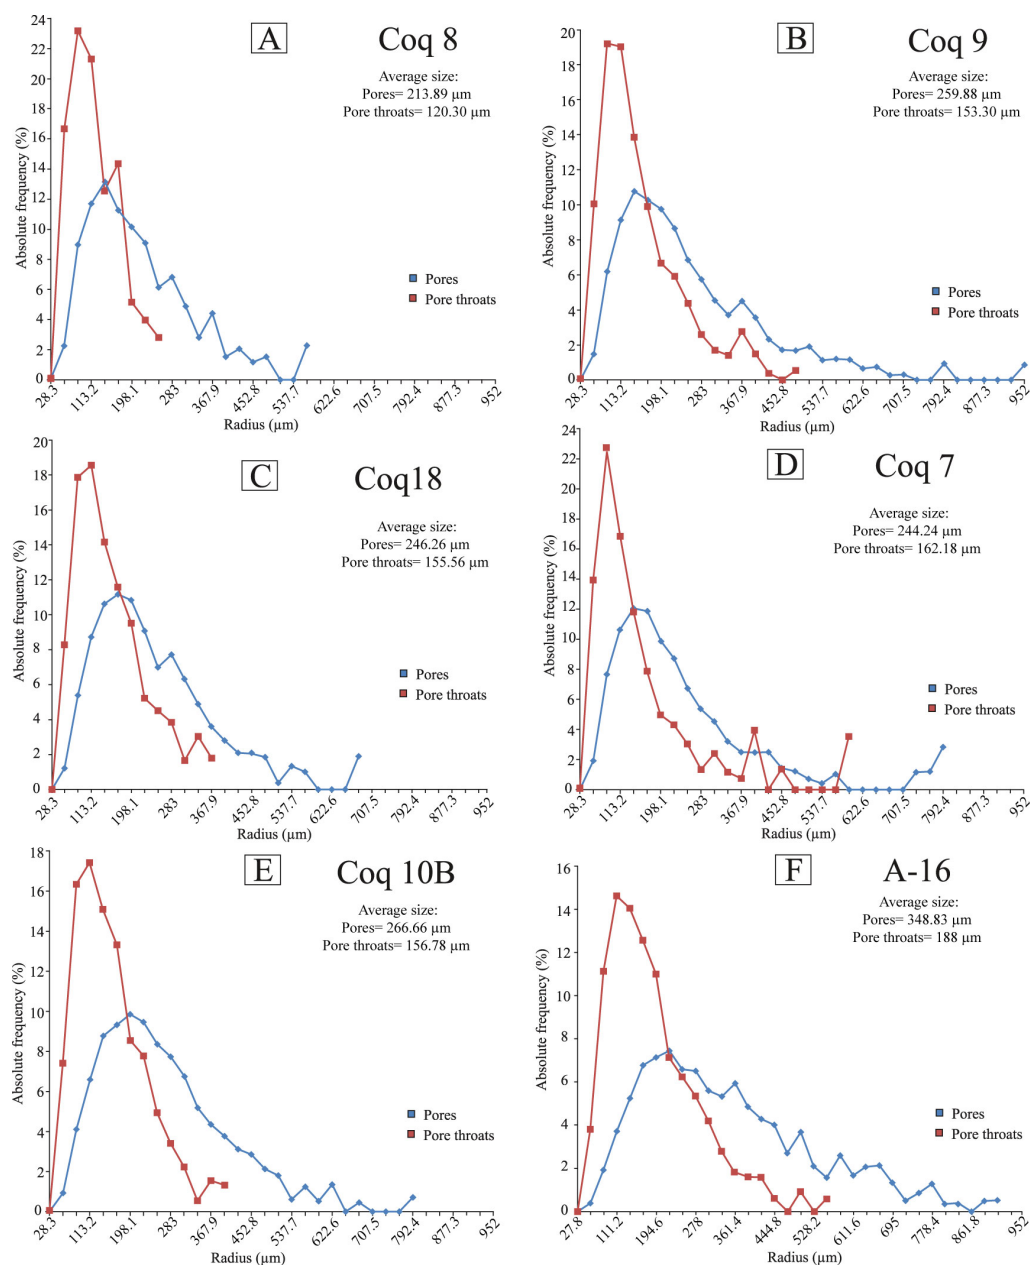 A Coq 8
Average size:
Pores= 213.89 µm
Pore throats= 120.30 µm
Absolute frequency (%)
24
22
20
18
16
14
12
10
8
6
4
2
0
Pores
Pore throats
28.3 113.2 198.1 283 367.9 452.8 537.7 622.6 707.5 792.4 877.3 952
Radius (µm)
B Coq 9
Average size:
Pores= 259.88 µm
Pore throats= 153.30 µm
Absolute frequency (%)
20
18
16
14
12
10
8
6
4
2
0
Pores
Pore throats
28.3 113.2 198.1 283 367.9 452.8 537.7 622.6 707.5 792.4 877.3 952
Radius (µm)
C Coq18
Average size:
Pores= 246.26 µm
Pore throats= 155.56 µm
Absolute frequency (%)
20
18
16
14
12
10
8
6
4
2
0
Pores
Pore throats
28.3 113.2 198.1 283 367.9 452.8 537.7 622.6 707.5 792.4 877.3 952
Radius (µm)
D Coq 7
Average size:
Pores= 244.24 µm
Pore throats= 162.18 µm
Absolute frequency (%)
24
22
20
18
16
14
12
10
8
6
4
2
0
Pores
Pore throats
28.3 113.2 198.1 283 367.9 452.8 537.7 622.6 707.5 792.4 877.3 952
Radius (µm)
E Coq 10B
Average size:
Pores= 266.66 µm
Pore throats= 156.78 µm
Absolute frequency (%)
18
16
14
12
10
8
6
4
2
0
Pores
Pore throats
28.3 113.2 198.1 283 367.9 452.8 537.7 622.6 707.5 792.4 877.3 952
Radius (µm)
F A-16
Average size:
Pores= 348.83 µm
Pore throats= 188 µm
Absolute frequency (%)
16
14
12
10
8
6
4
2
0
Pores
Pore throats
27.8 111.2 194.6 278 361.4 444.8 528.2 611.6 695 778.4 861.8 952
Radius (µm)